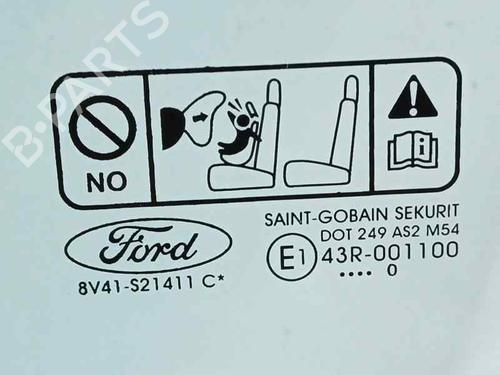 B-PARTS
NO
SAINT-GOBAIN SEKURIT
DOT 249 AS2 M54
Ford
E1 43R-001100
8V41-S21411 C*
.... 0